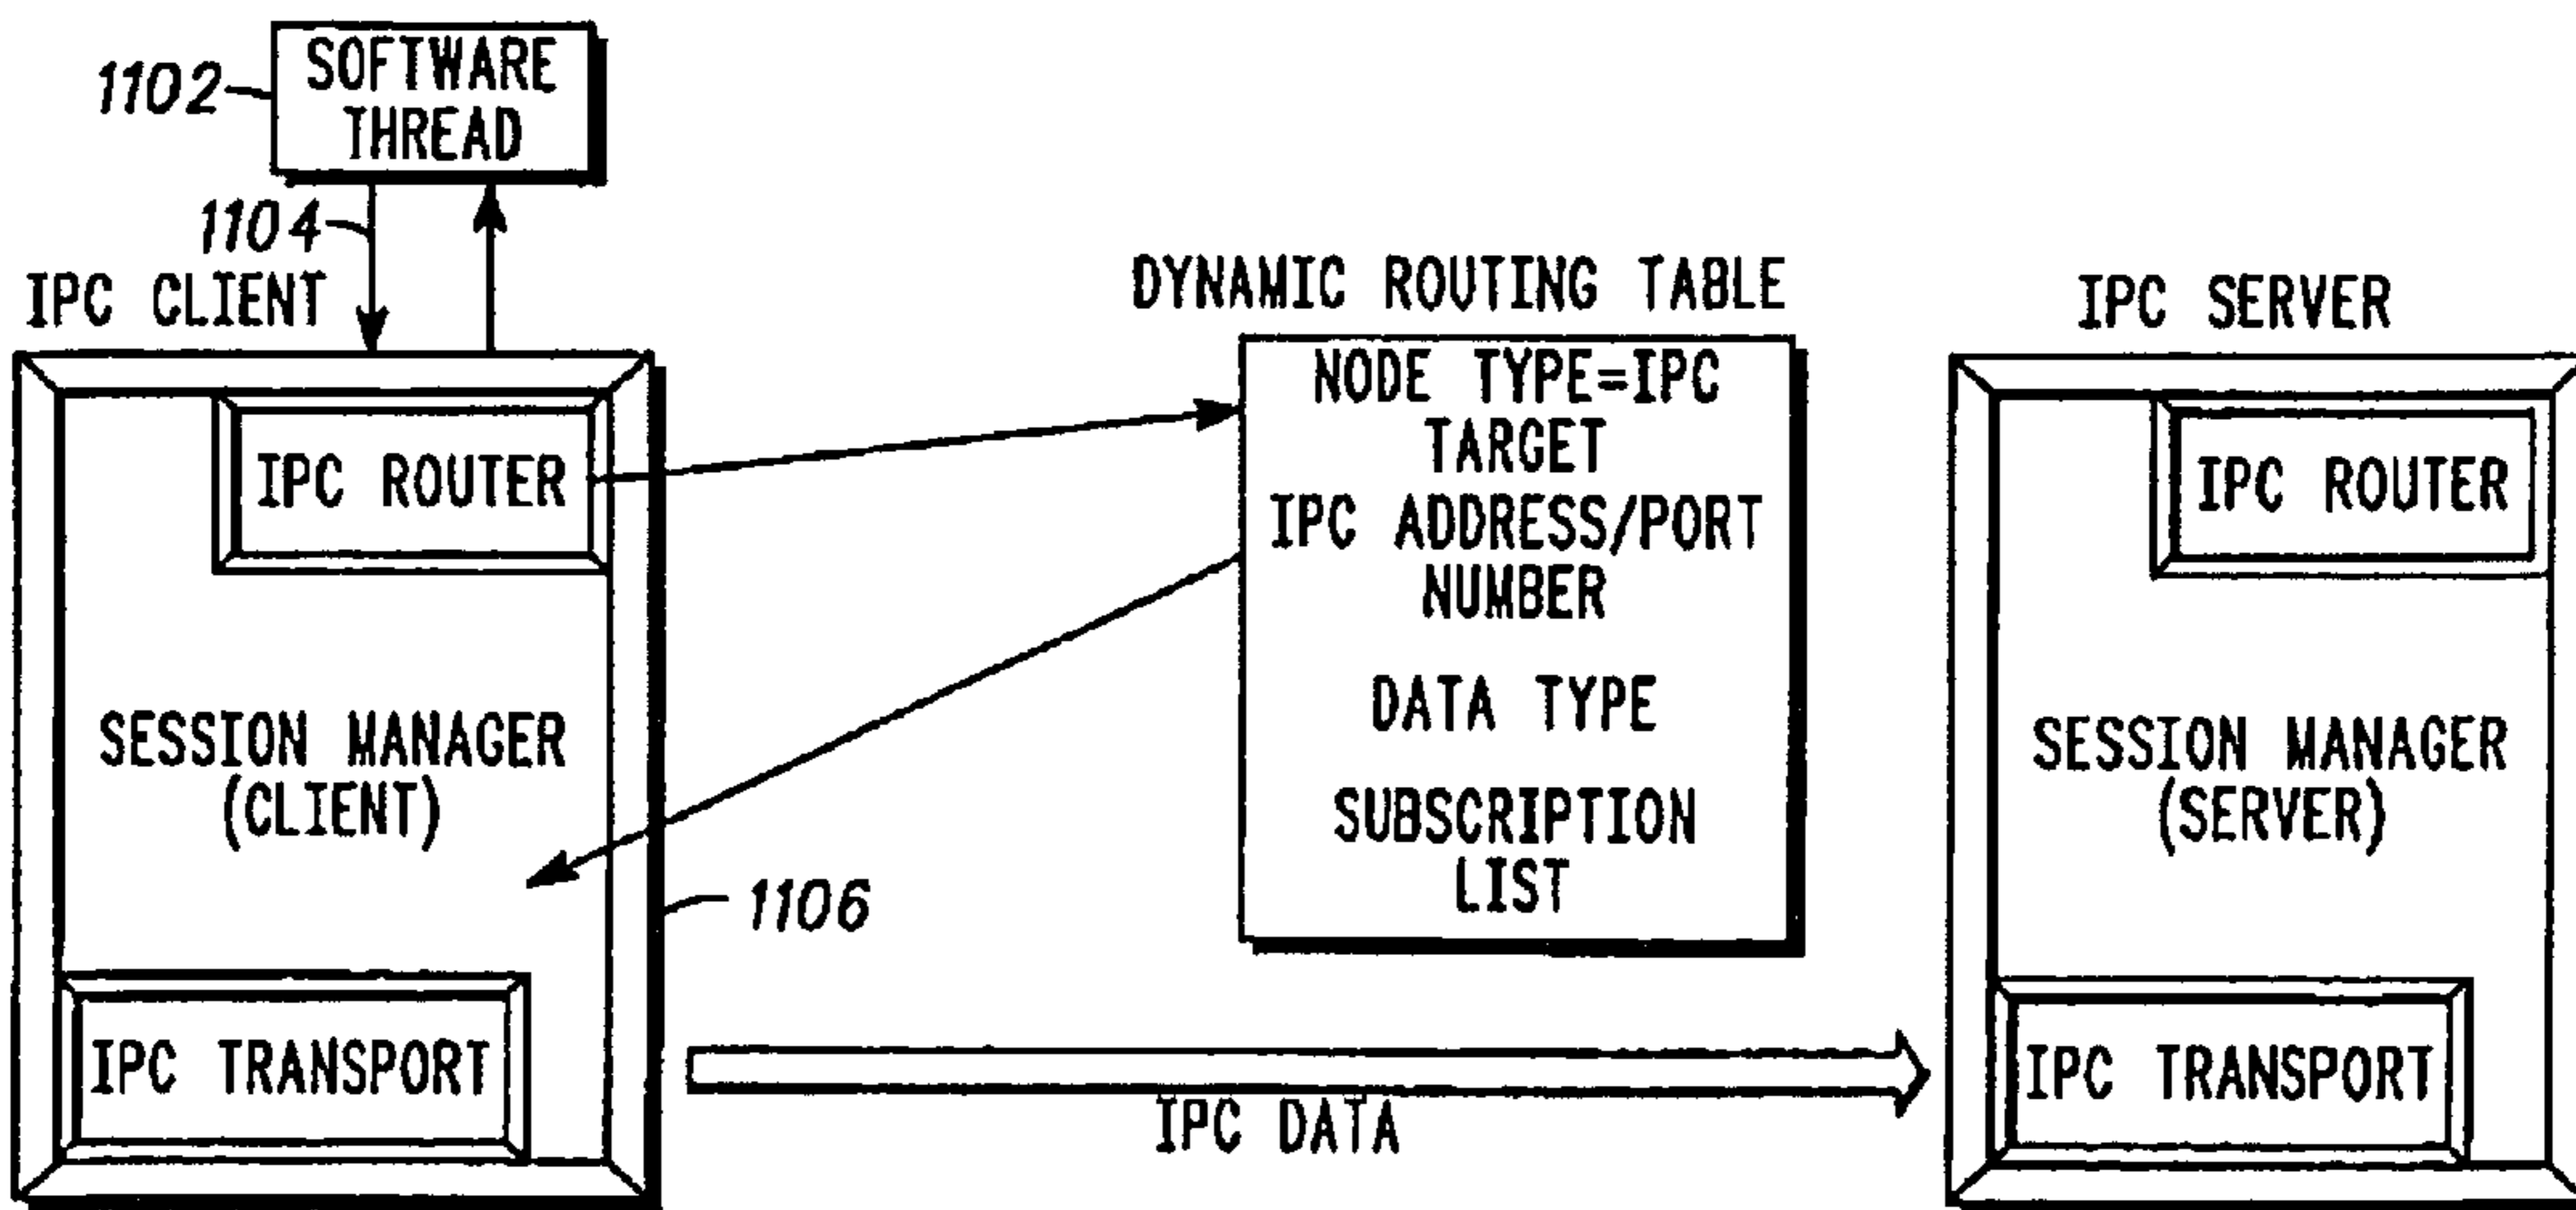 1102
SOFTWARE
THREAD
1104
IPC CLIENT
IPC ROUTER
SESSION MANAGER
(CLIENT)
IPC TRANSPORT
1106
DYNAMIC ROUTING TABLE
NODE TYPE=IPC
TARGET
IPC ADDRESS/PORT
NUMBER
DATA TYPE
SUBSCRIPTION
LIST
IPC DATA
IPC SERVER
IPC ROUTER
SESSION MANAGER
(SERVER)
IPC TRANSPORT